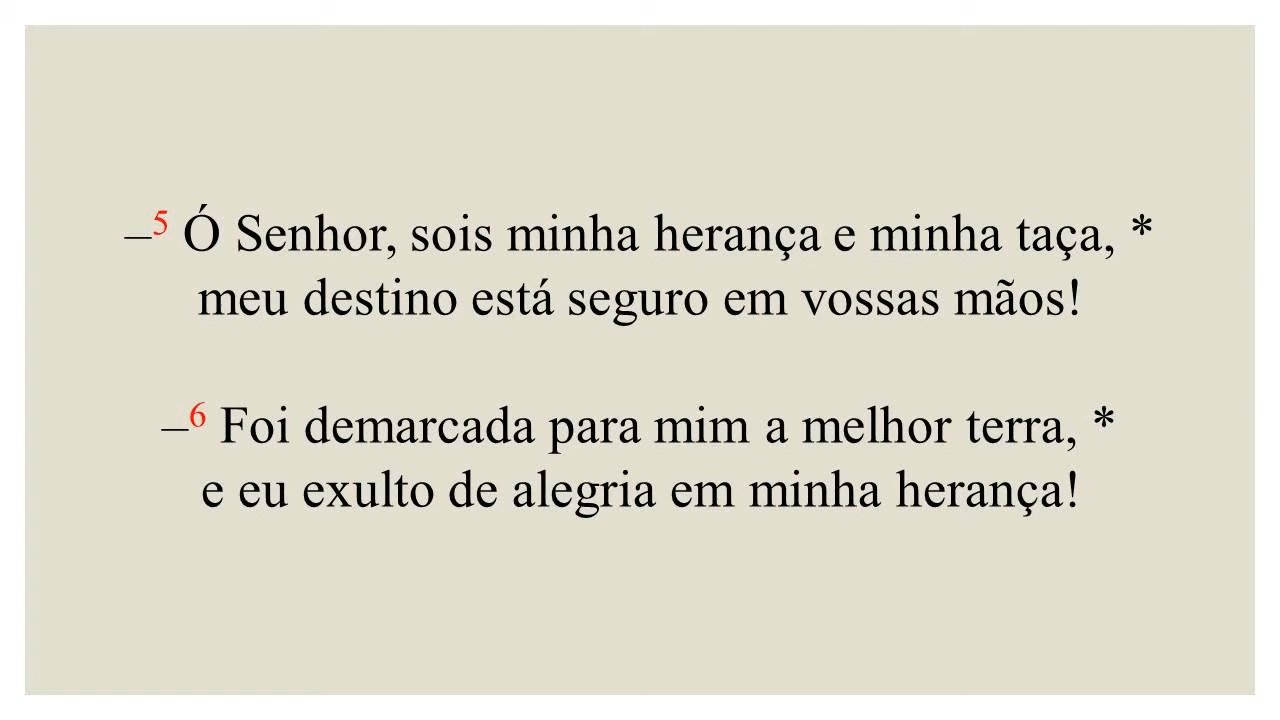 –5 Ó Senhor, sois minha herança e minha taça, *
meu destino está seguro em vossas mãos!
–6 Foi demarcada para mim a melhor terra, *
e eu exulto de alegria em minha herança!